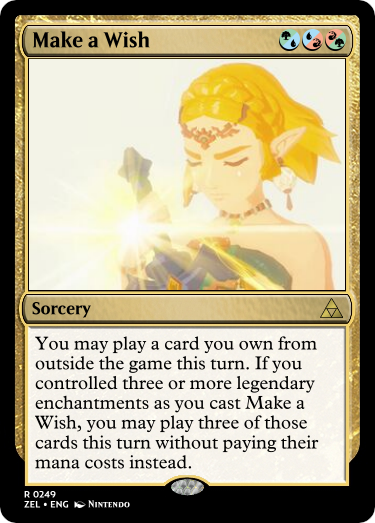 Make a Wish
Sorcery
You may play a card you own from
outside the game this turn. If you
controlled three or more legendary
enchantments as you cast Make a
Wish, you may play three of those
cards this turn without paying their
mana costs instead.
R 0249
ZEL • ENG Nintendo